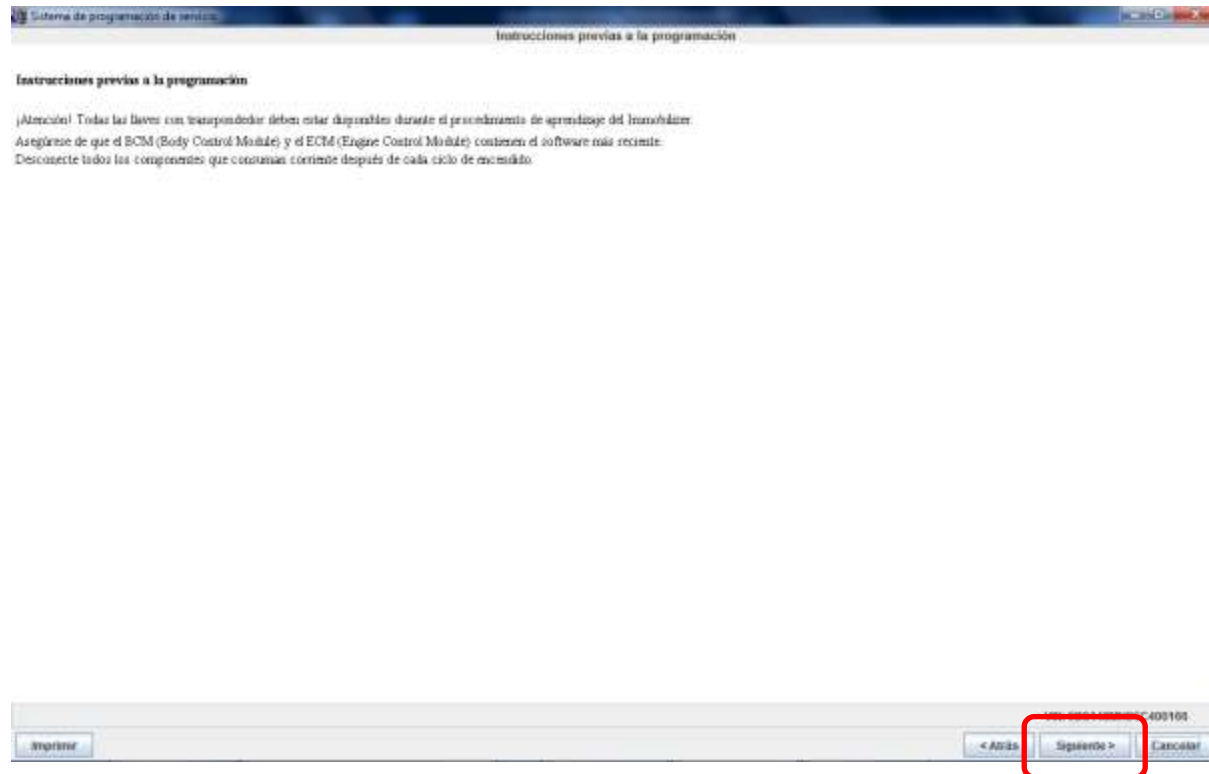 Sistema de programación de servicio
Instrucciones previas a la programación
Instrucciones previas a la programación
¡Atención! Todas las llaves con transpondedor deben estar disponibles durante el procedimiento de aprendizaje del Immobilizer.
Asegúrese de que el BCM (Body Control Module) y el ECM (Engine Control Module) contienen el software más reciente.
Desconecte todos los componentes que consuman corriente después de cada ciclo de encendido.
400160
Imprimir
< Atrás
Siguiente >
Cancelar